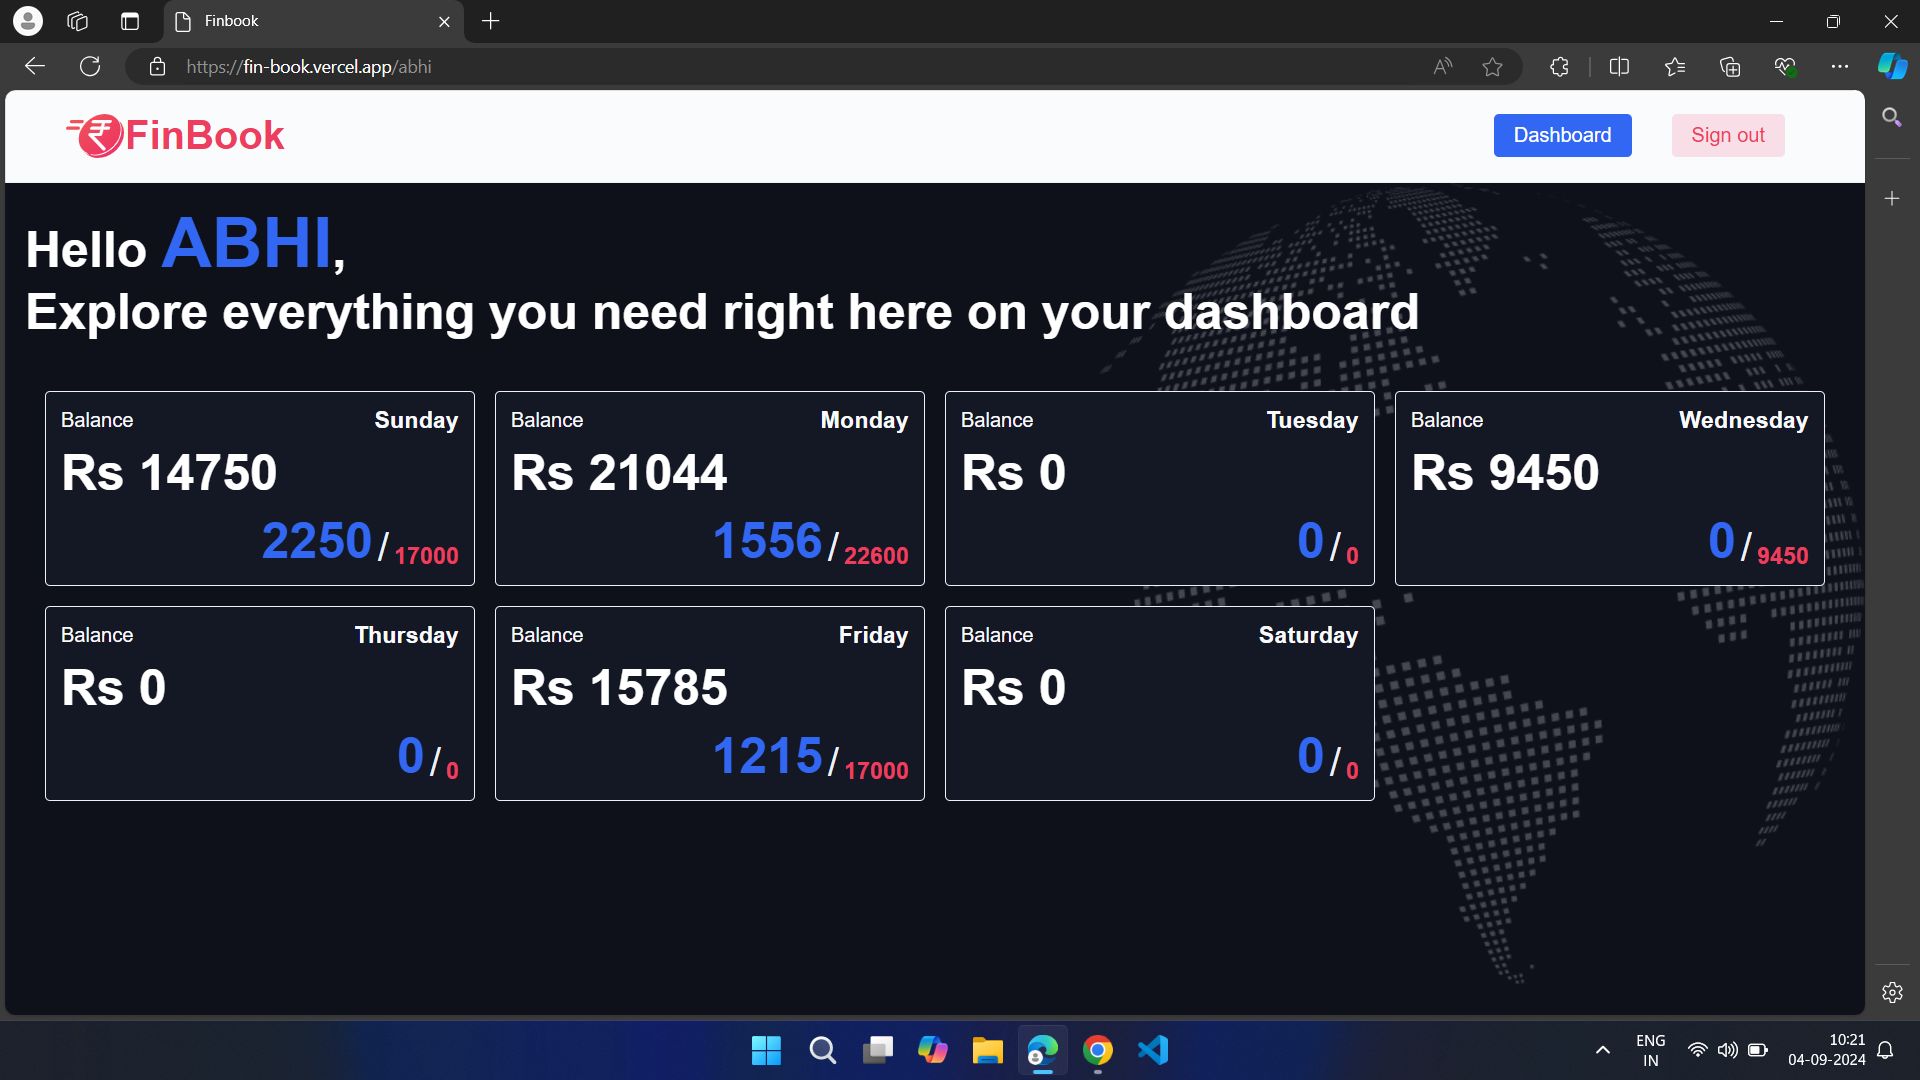 Finbook
https://fin-book.vercel.app/abhi
FinBook
Dashboard
Sign out
Hello ABHI,
Explore everything you need right here on your dashboard
Balance Sunday
Rs 14750
2250 / 17000
Balance Monday
Rs 21044
1556 / 22600
Balance Tuesday
Rs 0
0 / 0
Balance Wednesday
Rs 9450
0 / 9450
Balance Thursday
Rs 0
0 / 0
Balance Friday
Rs 15785
1215 / 17000
Balance Saturday
Rs 0
0 / 0
ENG
IN
10:21
04-09-2024